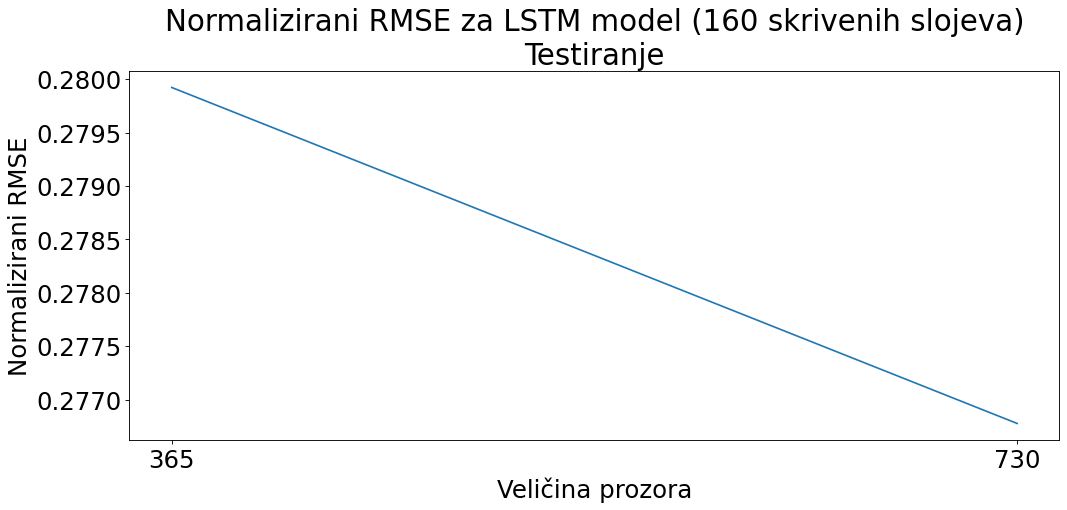 Normalizirani RMSE za LSTM model (160 skrivenih slojeva)
Testiranje
0.2800
0.2795
0.2790
0.2785
0.2780
0.2775
0.2770
Normalizirani RMSE
365
730
Veličina prozora